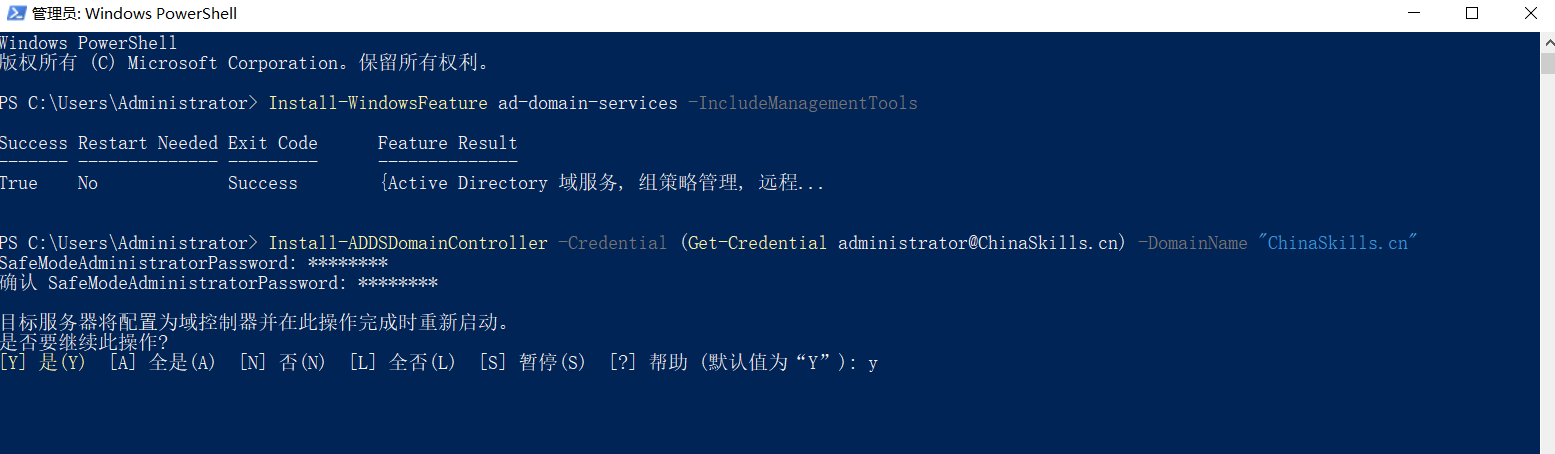 管理员: Windows PowerShell
Windows PowerShell
版权所有 (C) Microsoft Corporation。保留所有权利。
PS C:\Users\Administrator> Install-WindowsFeature ad-domain-services -IncludeManagementTools
Success Restart Needed Exit Code      Feature Result
------- -------------- ---------      --------------
True    No             Success        {Active Directory 域服务, 组策略管理, 远程...
PS C:\Users\Administrator> Install-ADDSDomainController -Credential (Get-Credential administrator@ChinaSkills.cn) -DomainName "ChinaSkills.cn"
SafeModeAdministratorPassword: ********
确认 SafeModeAdministratorPassword: ********
目标服务器将配置为域控制器并在此操作完成时重新启动。
是否要继续此操作?
[Y] 是(Y)  [A] 全是(A)  [N] 否(N)  [L] 全否(L)  [S] 暂停(S)  [?] 帮助 (默认值为“Y”): y